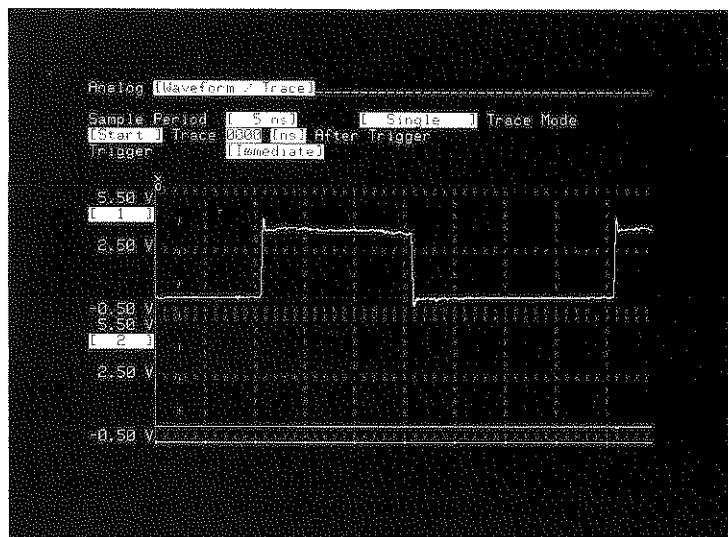 Analog [Waveform / Trace]
Sample Period [ 5 ns] [ Single ] Trace Mode
[Start ] Trace 0000 [ns] After Trigger
Trigger [Immediate]
x
o
5.50 V
[ 1 ]
2.50 V
-0.50 V
5.50 V
[ 2 ]
2.50 V
-0.50 V